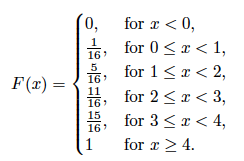 F(x) =
0, for x < 0,
1/16, for 0 ≤ x < 1,
5/16, for 1 ≤ x < 2,
11/16, for 2 ≤ x < 3,
15/16, for 3 ≤ x < 4,
1 for x ≥ 4.